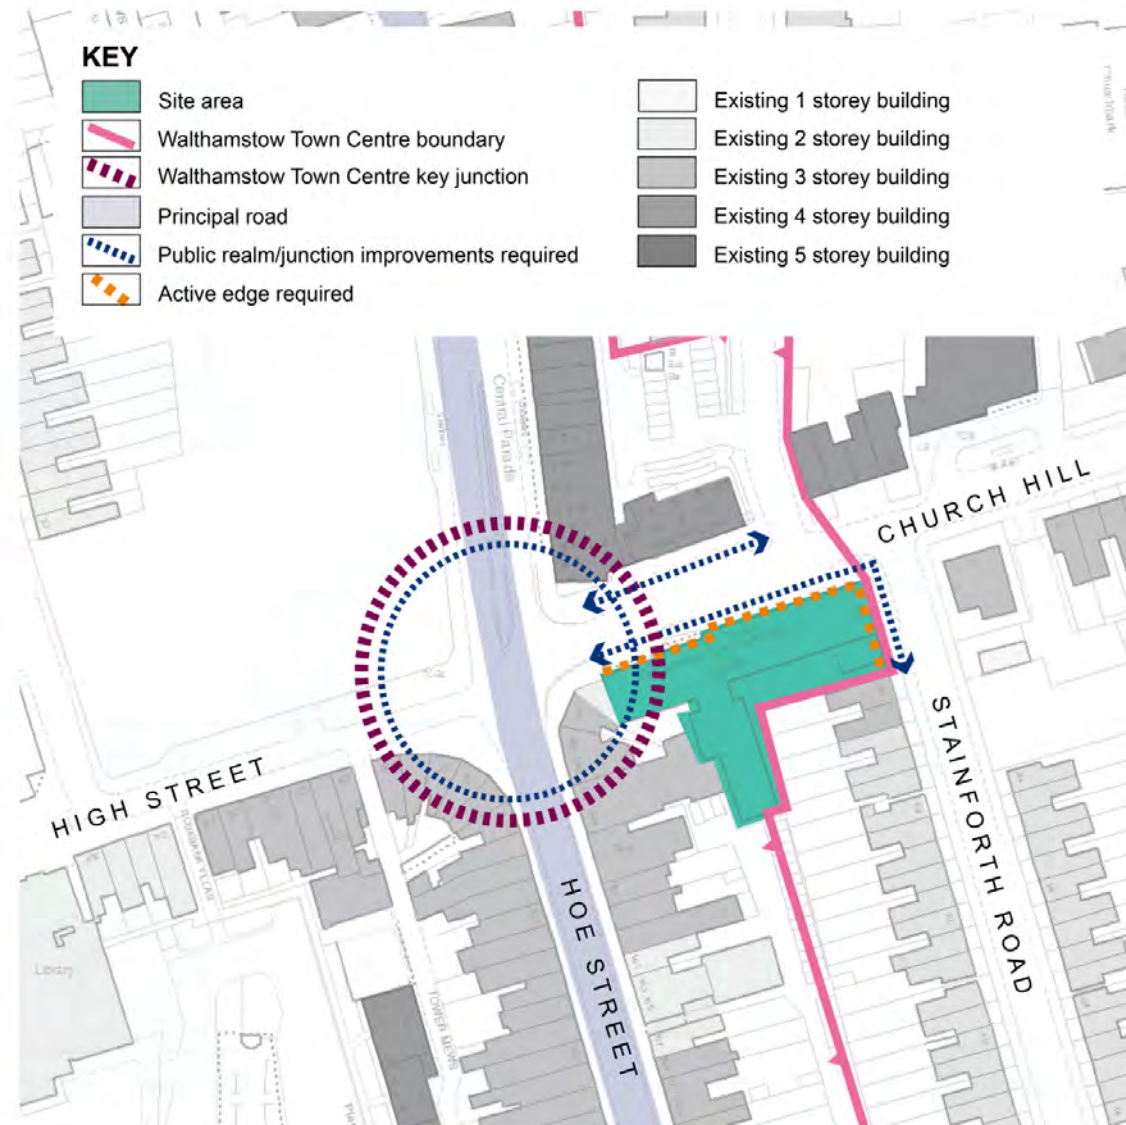 KEY
Site area
Walthamstow Town Centre boundary
Walthamstow Town Centre key junction
Principal road
Public realm/junction improvements required
Active edge required
Existing 1 storey building
Existing 2 storey building
Existing 3 storey building
Existing 4 storey building
Existing 5 storey building
Central Parade
CHURCH HILL
HIGH STREET
STAINFORTH ROAD
HOE STREET
Library
TOWER MEWS